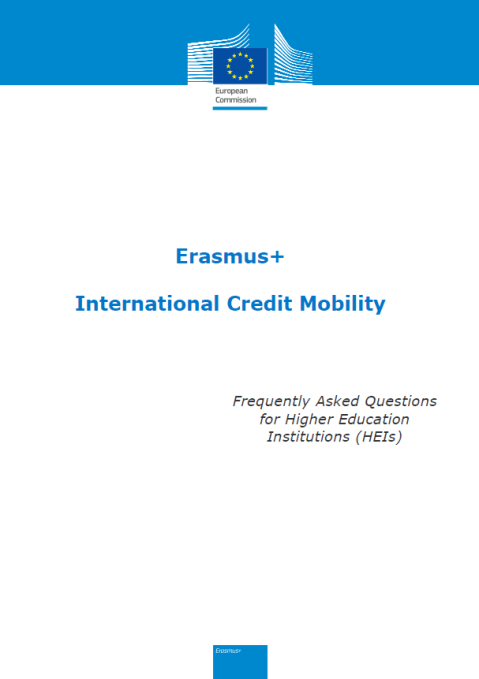 European
Commission
Erasmus+
International Credit Mobility
Frequently Asked Questions
for Higher Education
Institutions (HEIs)
Erasmus+